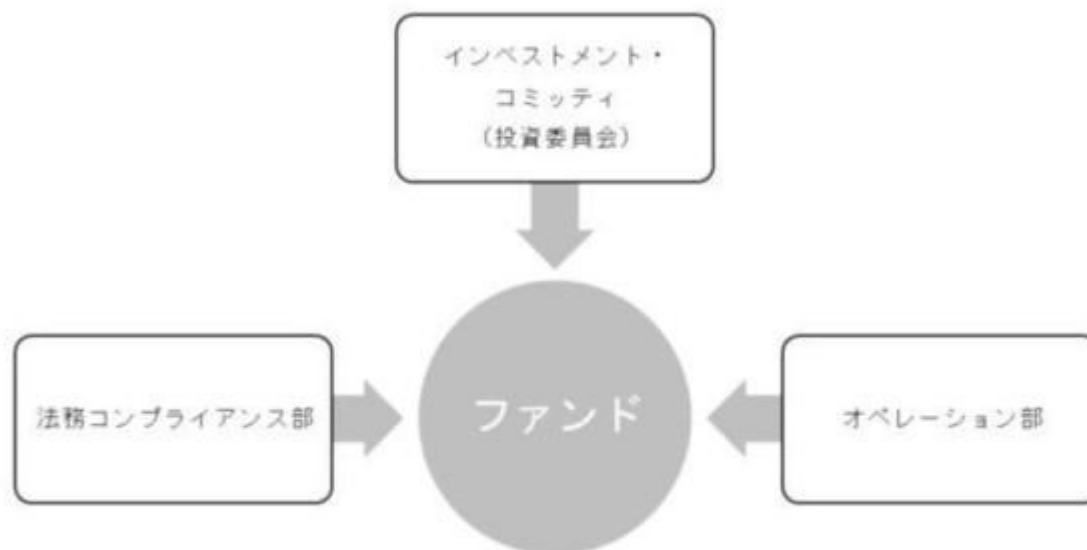 インベストメント・
コミッティ
（投資委員会）
法務コンプライアンス部
ファンド
オペレーション部